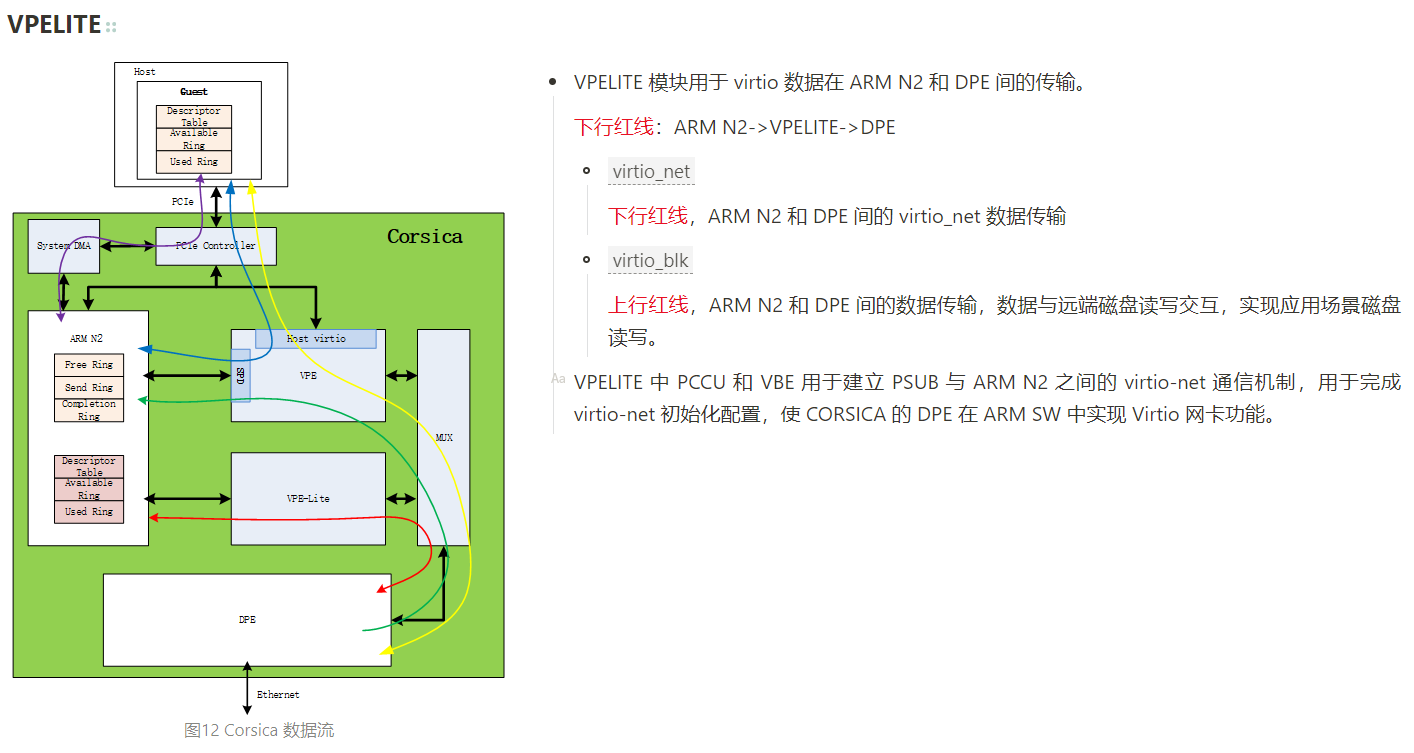 VPELITE
Host
Guest
Descriptor
Table
Available
Ring
Used Ring
PCIe
Corsica
System DMA
PCIe Controller
ARM N2
Free Ring
Send Ring
Completion
Ring
Host virtio
SPD
VPE
MUX
Descriptor
Table
Available
Ring
Used Ring
VPE-Lite
DPE
Ethernet
图12 Corsica 数据流
VPELITE 模块用于 virtio 数据在 ARM N2 和 DPE 间的传输。
下行红线：ARM N2->VPELITE->DPE
virtio_net
下行红线，ARM N2 和 DPE 间的 virtio_net 数据传输
virtio_blk
上行红线，ARM N2 和 DPE 间的数据传输，数据与远端磁盘读写交互，实现应用场景磁盘
读写。
Aa
VPELITE 中 PCCU 和 VBE 用于建立 PSUB 与 ARM N2 之间的 virtio-net 通信机制，用于完成
virtio-net 初始化配置，使 CORSICA 的 DPE 在 ARM SW 中实现 Virtio 网卡功能。